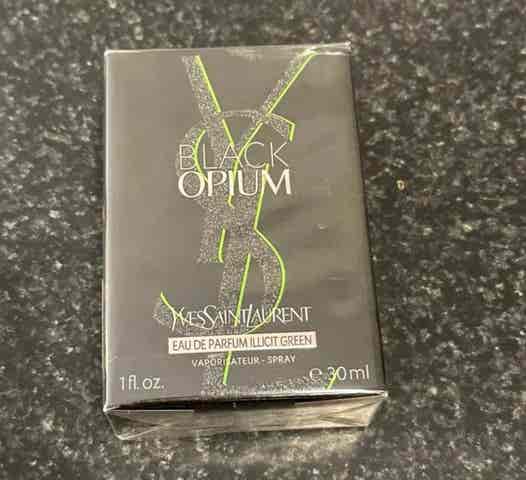 BLACK
OPIUM
YVESSAINTLAURENT
EAU DE PARFUM ILLICIT GREEN
VAPORISATEUR - SPRAY
1 fl. oz. e 30 ml